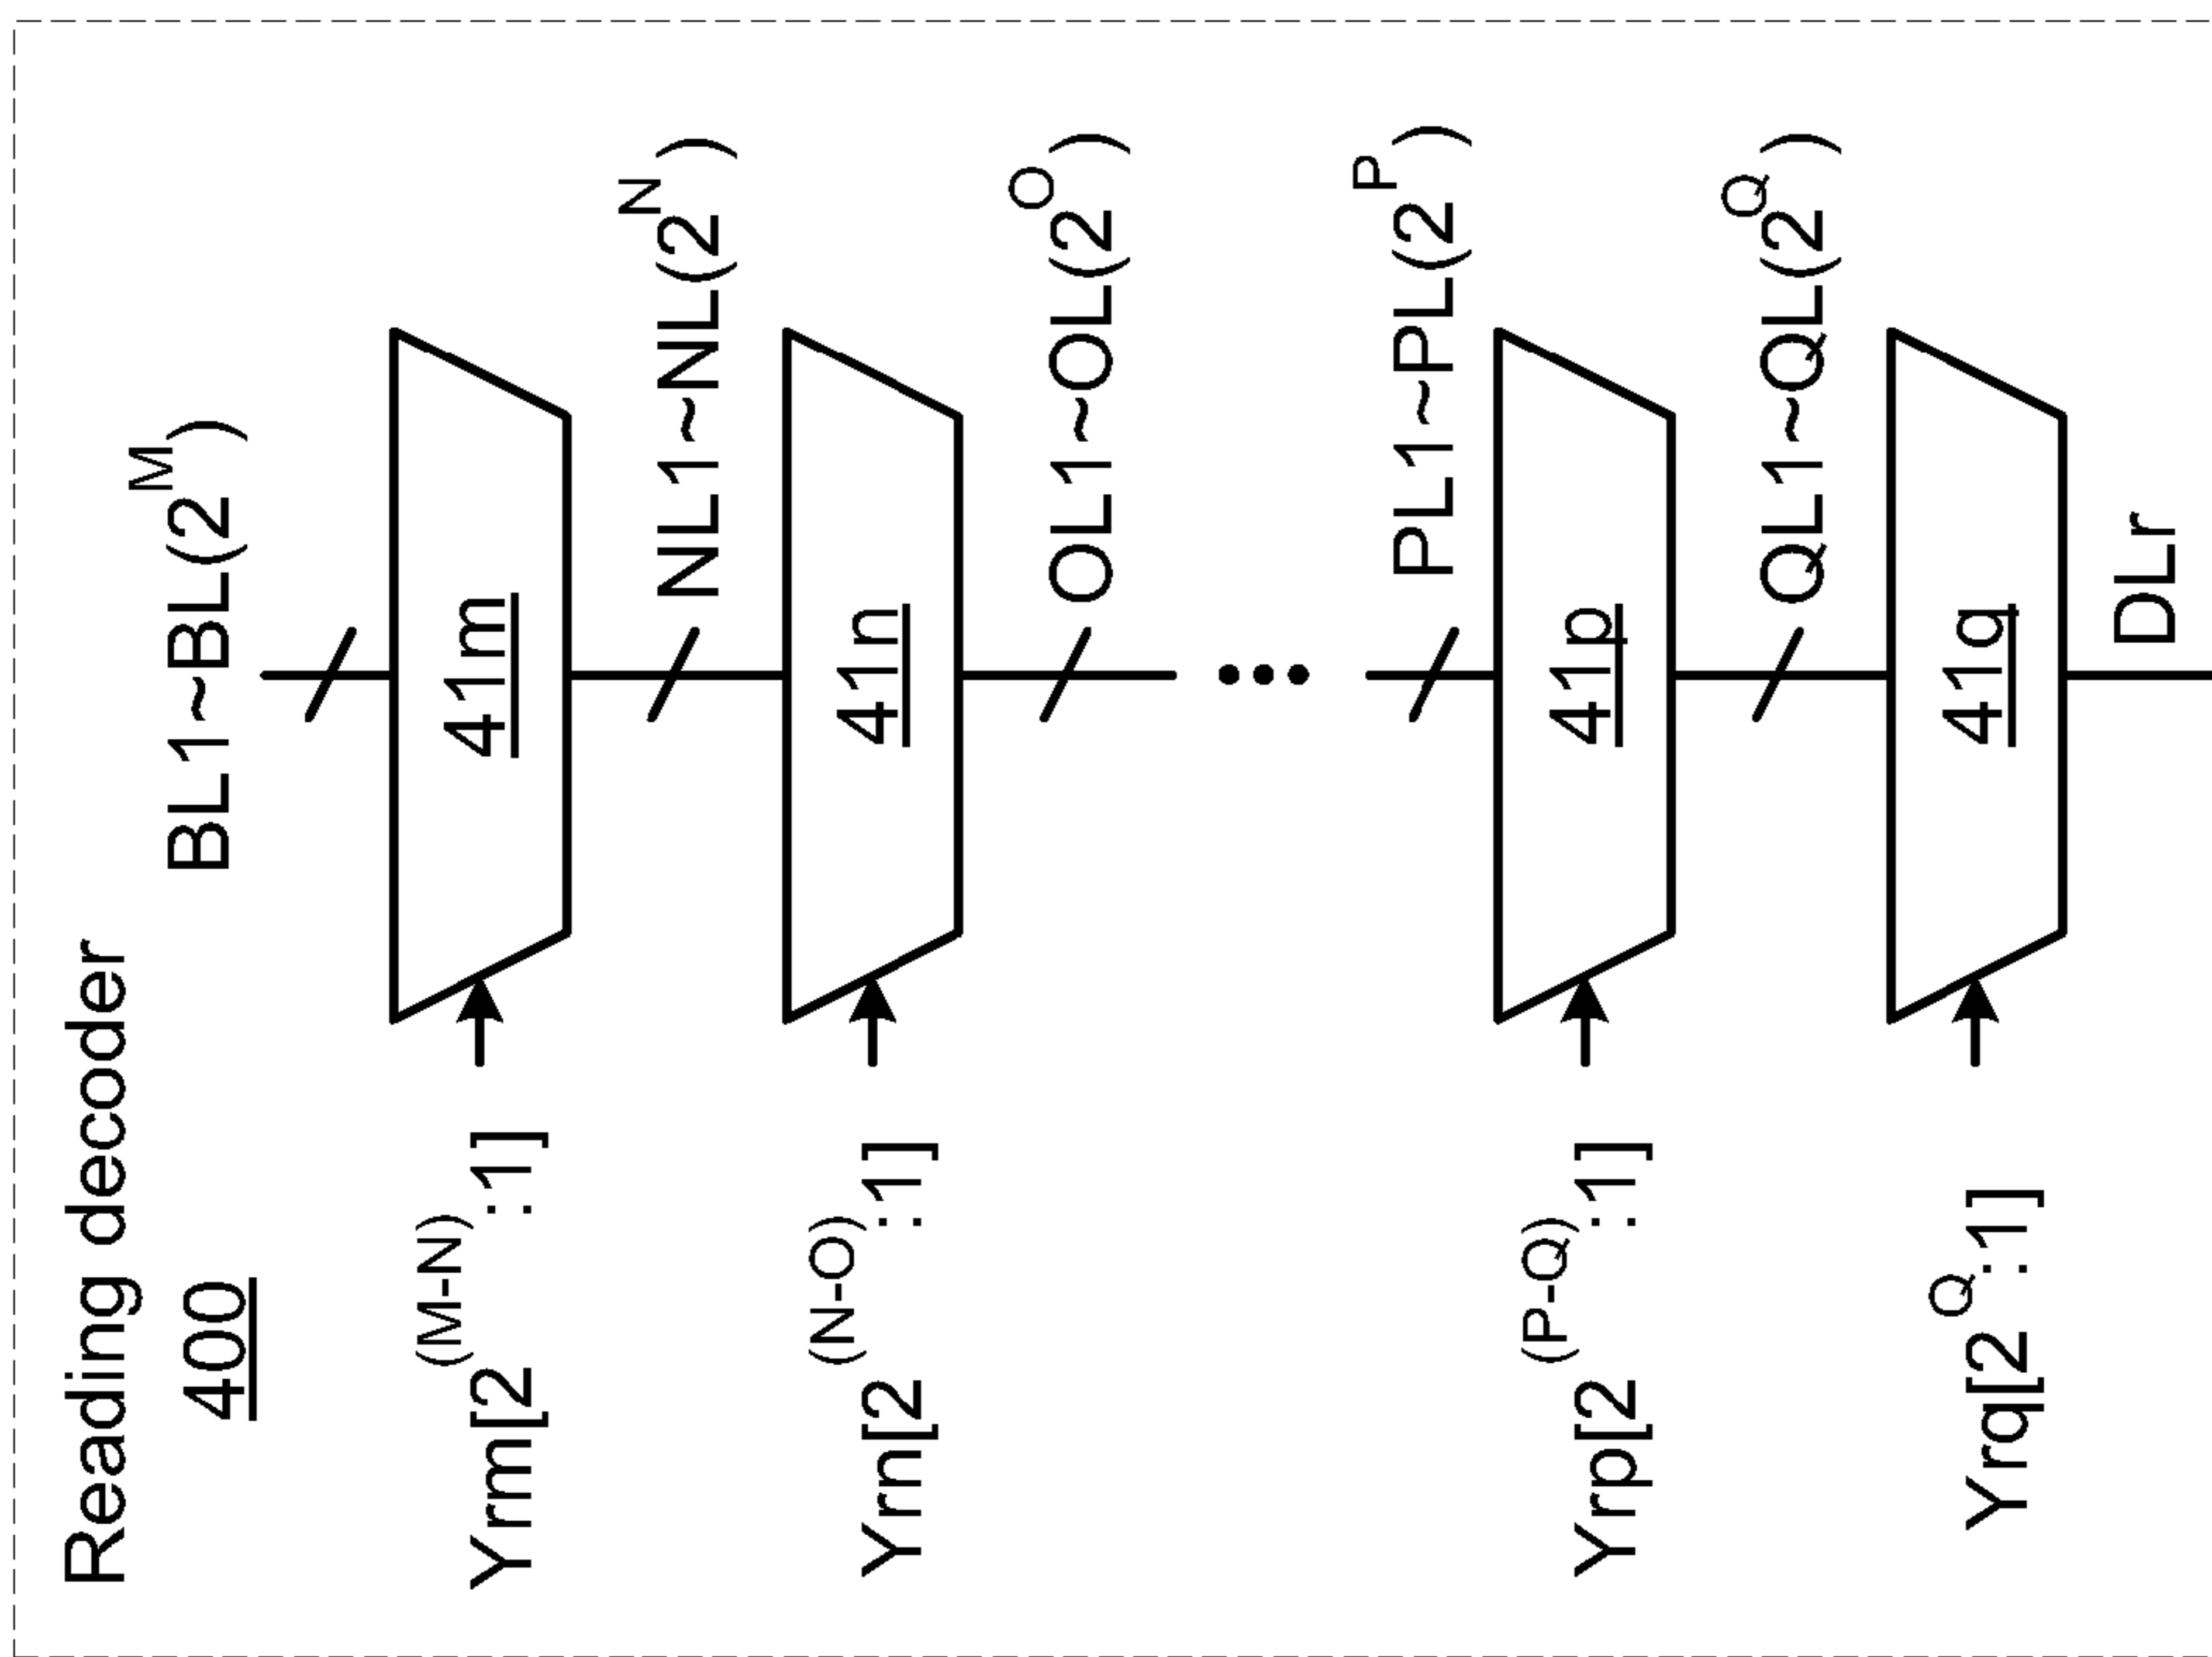 Reading decoder
400
BL1~BL(2^M)
Yrm[2^(M-N):1]
41m
NL1~NL(2^N)
Yrn[2^(N-O):1]
41n
OL1~OL(2^O)
PL1~PL(2^P)
Yrp[2^(P-Q):1]
41p
QL1~QL(2^Q)
Yrq[2^Q:1]
41q
DLr